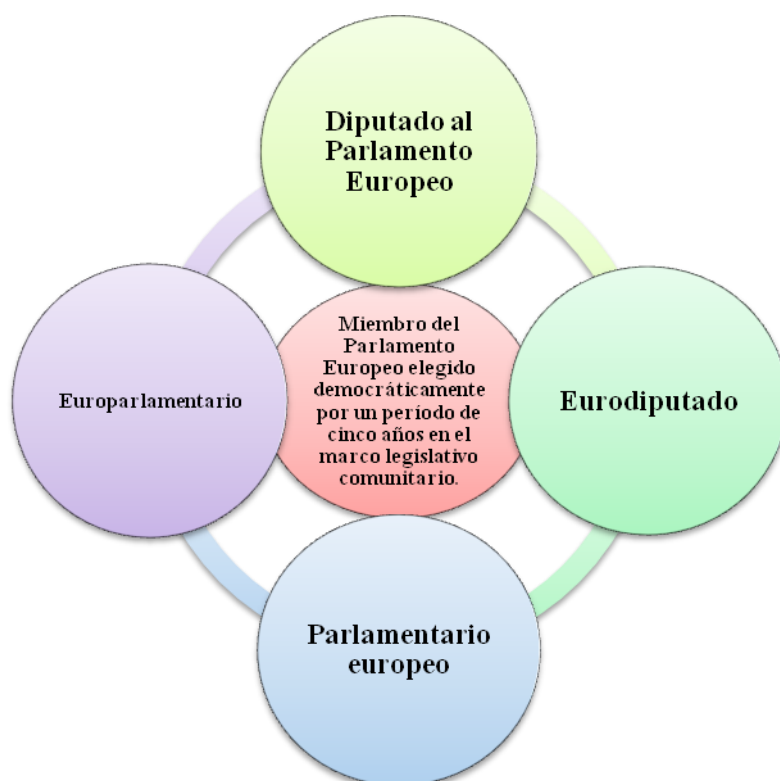 Diputado al
Parlamento
Europeo
Europarlamentario
Miembro del
Parlamento
Europeo elegido
democráticamente
por un período de
cinco años en el
marco legislativo
comunitario.
Eurodiputado
Parlamentario
europeo